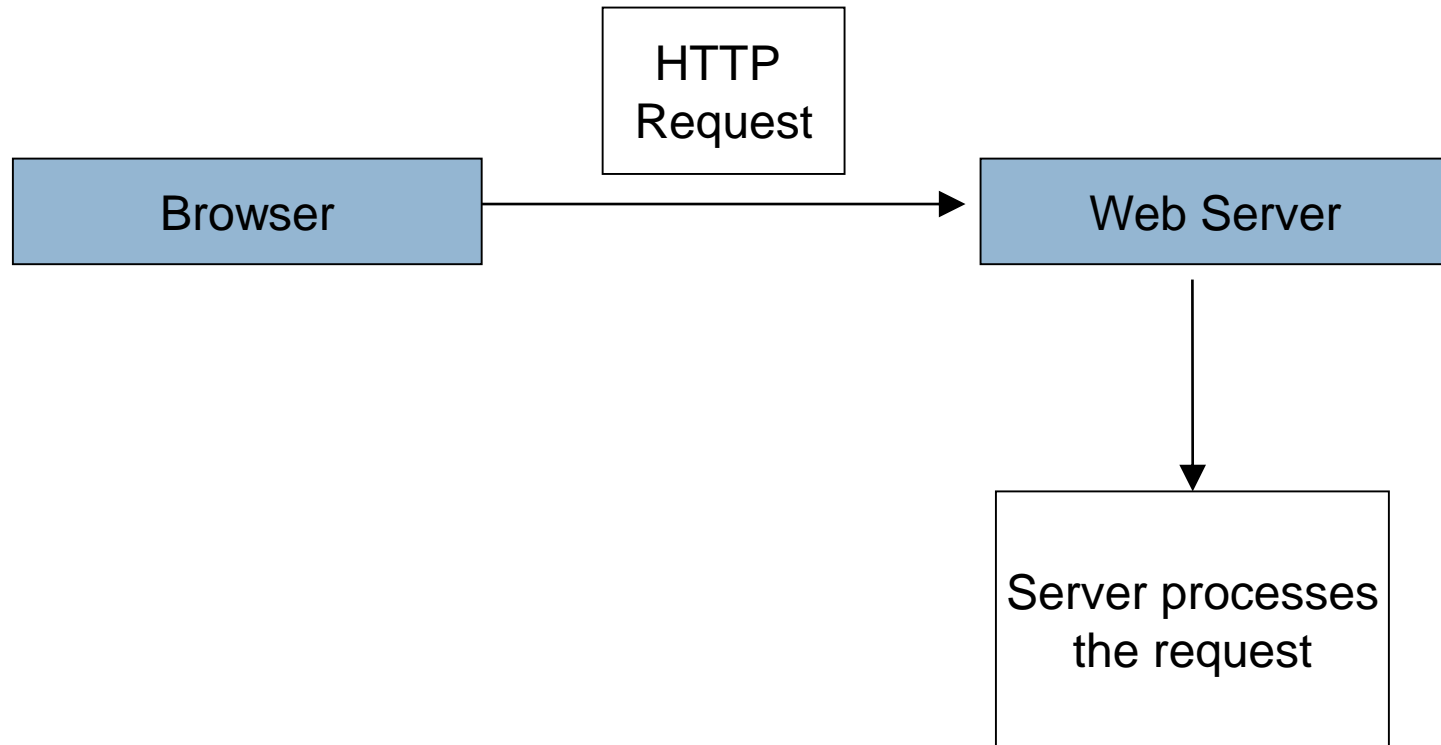 HTTP
Request
Browser
Web Server
Server processes
the request